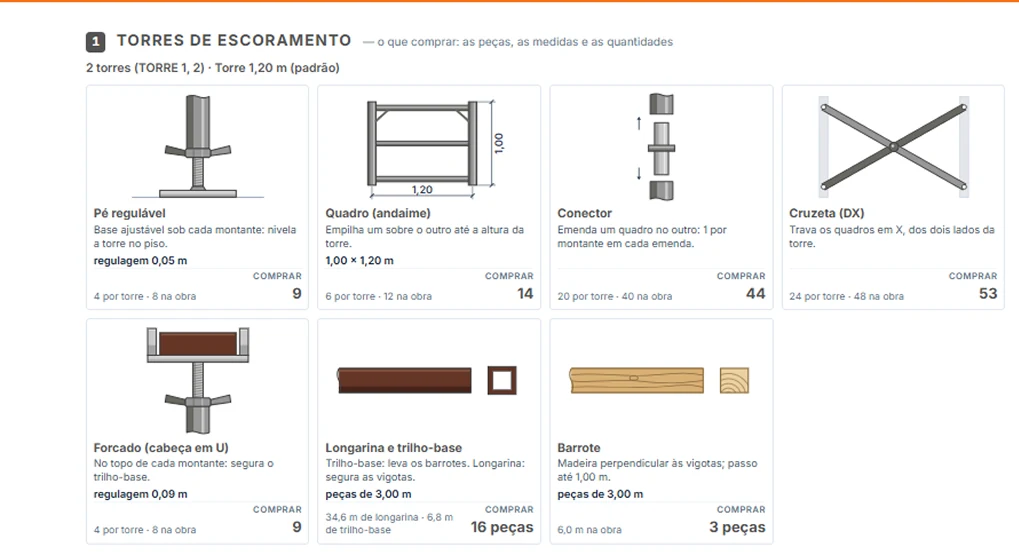 1 TORRES DE ESCORAMENTO — o que comprar: as peças, as medidas e as quantidades
2 torres (TORRE 1, 2) · Torre 1,20 m (padrão)
Pé regulável
Base ajustável sob cada montante: nivela
a torre no piso.
regulagem 0,05 m
COMPRAR
4 por torre · 8 na obra 9
1,00
1,20
Quadro (andaime)
Empilha um sobre o outro até a altura da
torre.
1,00 × 1,20 m
COMPRAR
6 por torre · 12 na obra 14
Conector
Emenda um quadro no outro: 1 por
montante em cada emenda.
COMPRAR
20 por torre · 40 na obra 44
Cruzeta (DX)
Trava os quadros em X, dos dois lados da
torre.
COMPRAR
24 por torre · 48 na obra 53
Forcado (cabeça em U)
No topo de cada montante: segura o
trilho-base.
regulagem 0,09 m
COMPRAR
4 por torre · 8 na obra 9
Longarina e trilho-base
Trilho-base: leva os barrotes. Longarina:
segura as vigotas.
peças de 3,00 m
COMPRAR
34,6 m de longarina · 6,8 m
de trilho-base 16 peças
Barrote
Madeira perpendicular às vigotas; passo
até 1,00 m.
peças de 3,00 m
COMPRAR
6,0 m na obra 3 peças